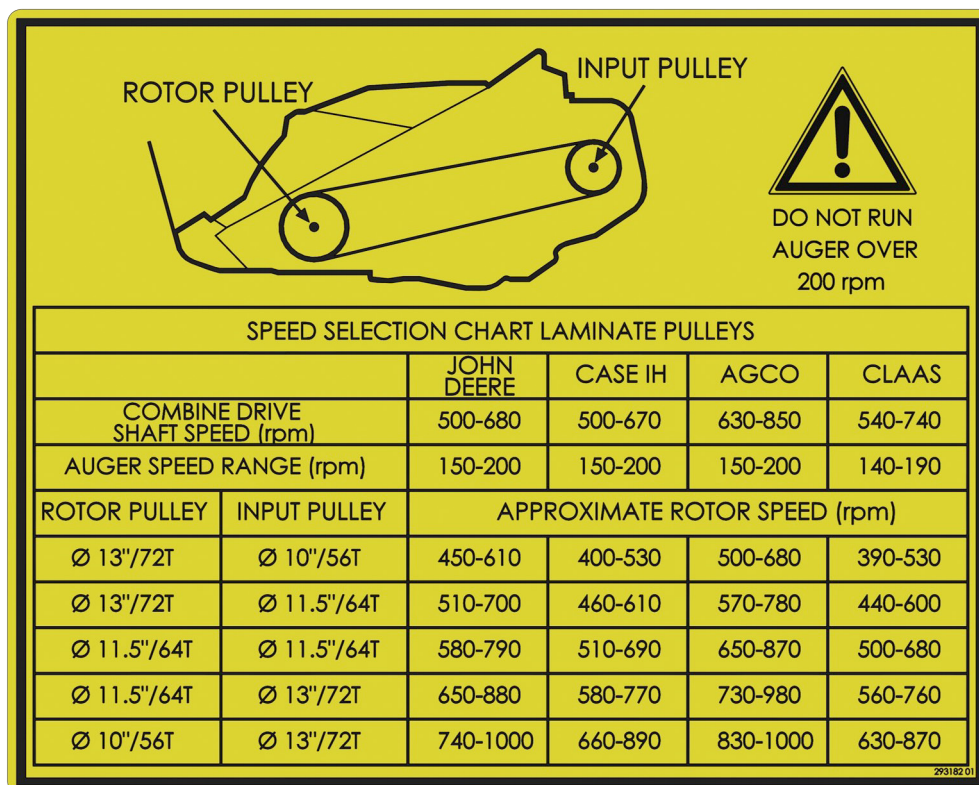 ROTOR PULLEY
INPUT PULLEY
DO NOT RUN
AUGER OVER
200 rpm
SPEED SELECTION CHART LAMINATE PULLEYS
JOHN DEERE CASE IH AGCO CLAAS
COMBINE DRIVE SHAFT SPEED (rpm) 500-680 500-670 630-850 540-740
AUGER SPEED RANGE (rpm) 150-200 150-200 150-200 140-190
ROTOR PULLEY INPUT PULLEY APPROXIMATE ROTOR SPEED (rpm)
Ø 13"/72T Ø 10"/56T 450-610 400-530 500-680 390-530
Ø 13"/72T Ø 11.5"/64T 510-700 460-610 570-780 440-600
Ø 11.5"/64T Ø 11.5"/64T 580-790 510-690 650-870 500-680
Ø 11.5"/64T Ø 13"/72T 650-880 580-770 730-980 560-760
Ø 10"/56T Ø 13"/72T 740-1000 660-890 830-1000 630-870
293182 01